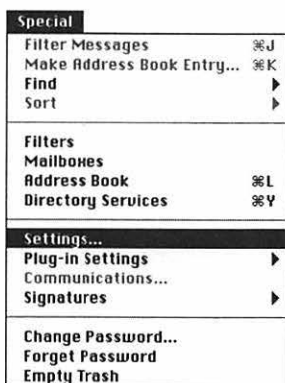 Special
Filter Messages ⌘J
Make Address Book Entry... ⌘K
Find
Sort
Filters
Mailboxes
Address Book ⌘L
Directory Services ⌘Y
Settings...
Plug-in Settings
Communications...
Signatures
Change Password...
Forget Password
Empty Trash